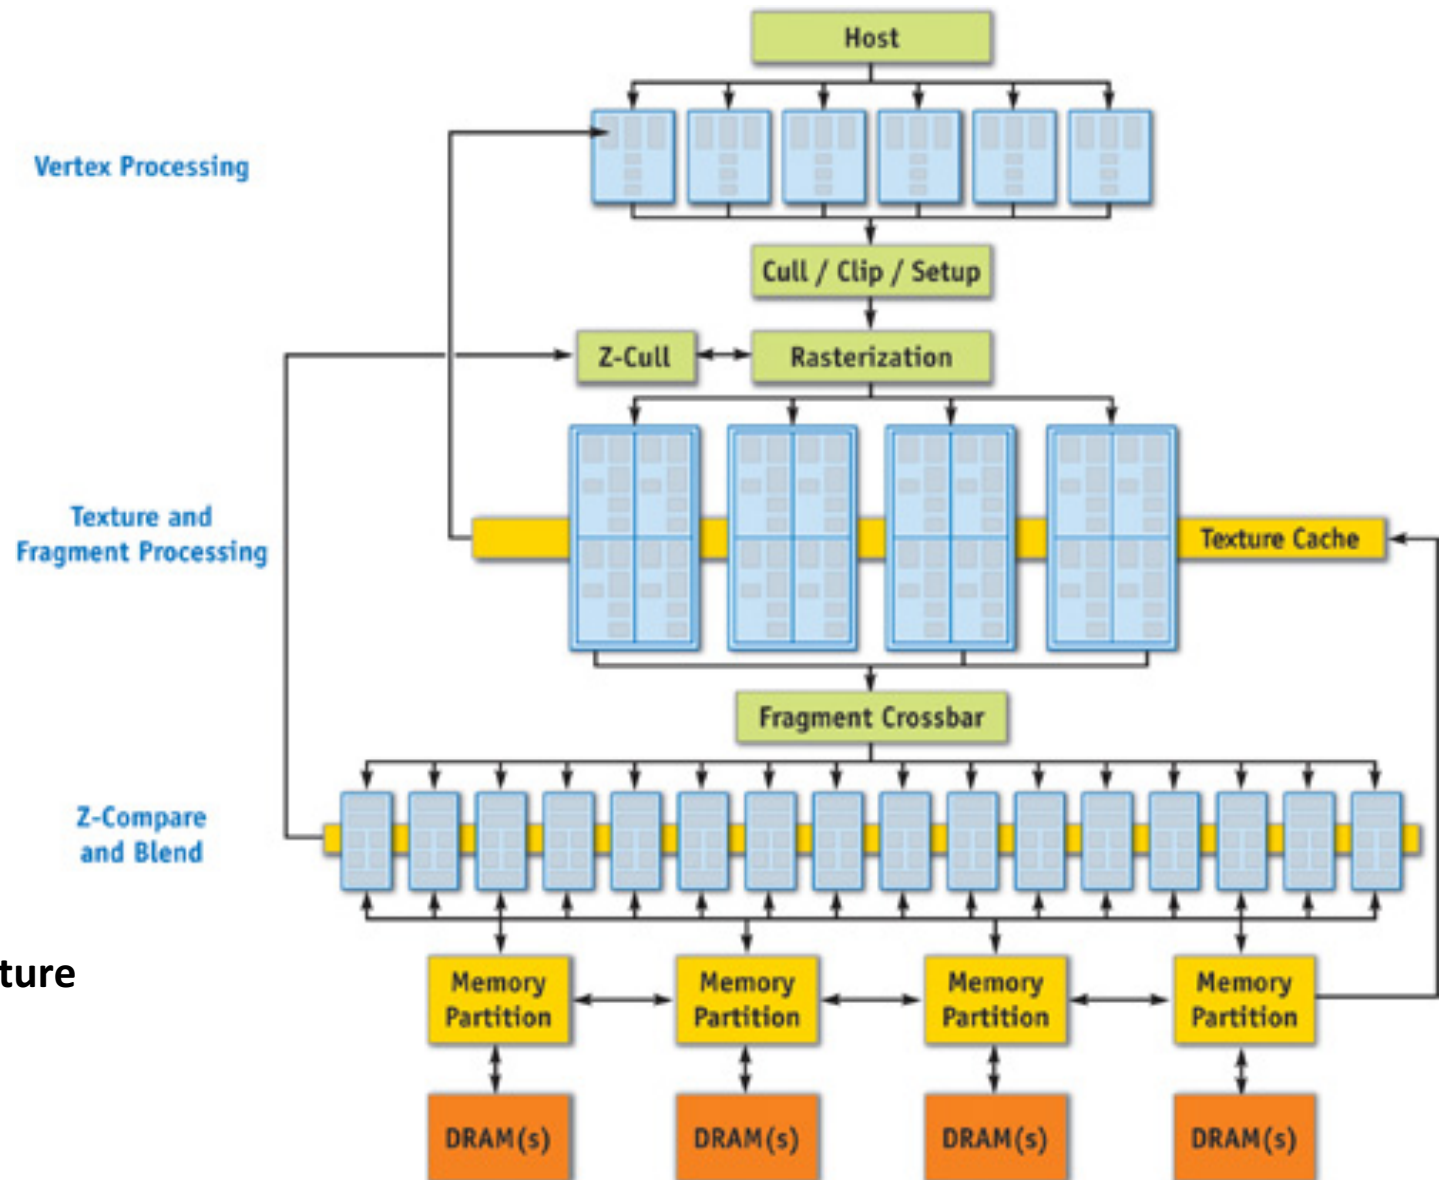 Host
Vertex Processing
Cull / Clip / Setup
Z-Cull
Rasterization
Texture and
Fragment Processing
Texture Cache
Fragment Crossbar
Z-Compare
and Blend
ture
Memory
Partition
Memory
Partition
Memory
Partition
Memory
Partition
DRAM(s)
DRAM(s)
DRAM(s)
DRAM(s)